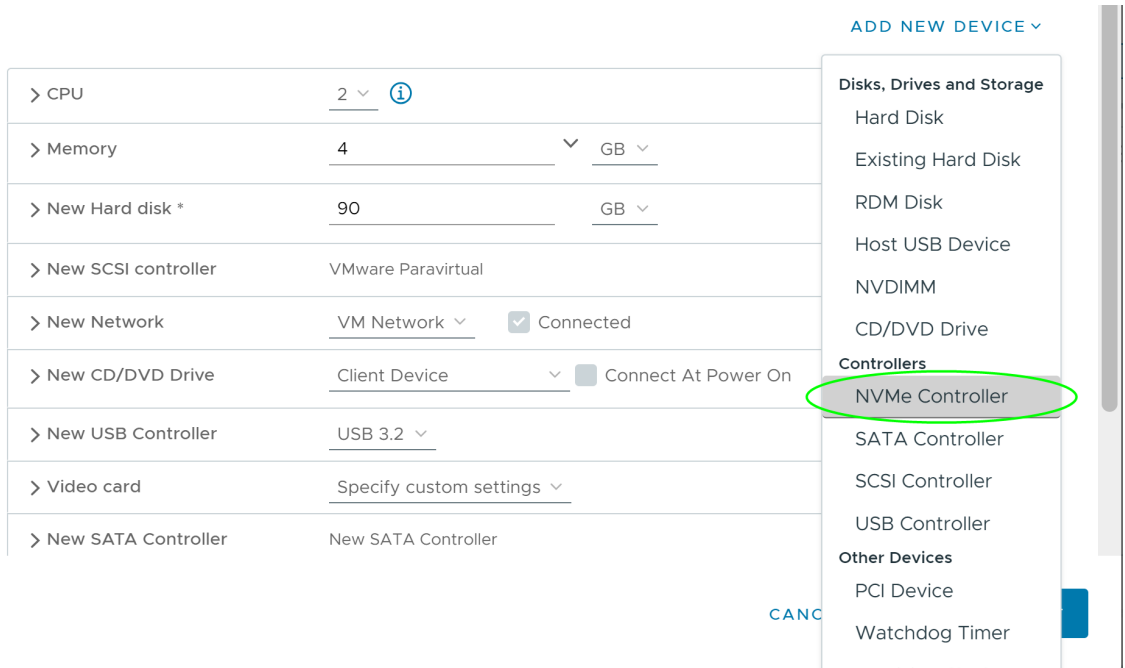 ADD NEW DEVICE
CPU 2
Memory 4 GB
New Hard disk * 90 GB
New SCSI controller VMware Paravirtual
New Network VM Network Connected
New CD/DVD Drive Client Device Connect At Power On
New USB Controller USB 3.2
Video card Specify custom settings
New SATA Controller New SATA Controller
Disks, Drives and Storage
Hard Disk
Existing Hard Disk
RDM Disk
Host USB Device
NVDIMM
CD/DVD Drive
Controllers
NVMe Controller
SATA Controller
SCSI Controller
USB Controller
Other Devices
PCI Device
Watchdog Timer
CANC